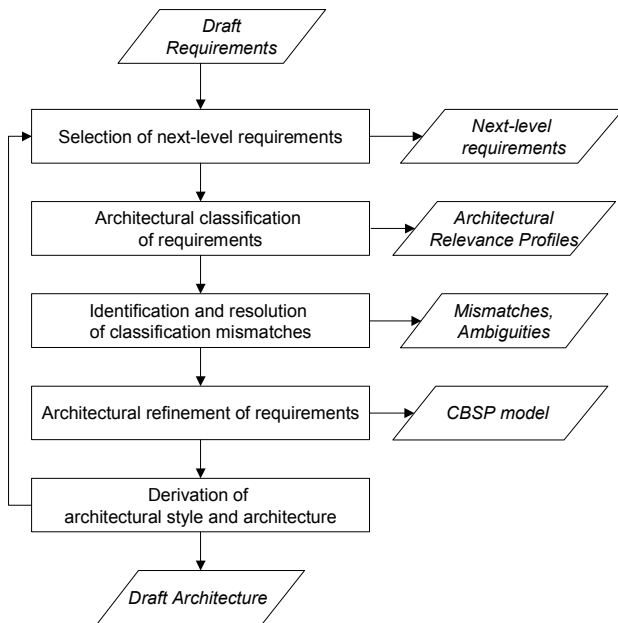 Draft
Requirements
Selection of next-level requirements
Next-level
requirements
Architectural classification
of requirements
Architectural
Relevance Profiles
Identification and resolution
of classification mismatches
Mismatches,
Ambiguities
Architectural refinement of requirements
CBSP model
Derivation of
architectural style and architecture
Draft Architecture